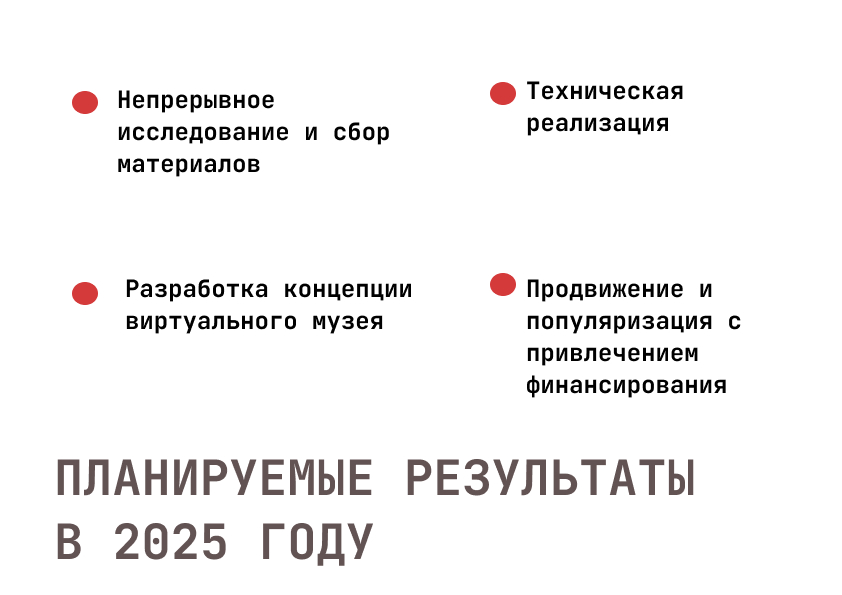 Непрерывное
исследование и сбор
материалов
Техническая
реализация
Разработка концепции
виртуального музея
Продвижение и
популяризация с
привлечением
финансирования
ПЛАНИРУЕМЫЕ РЕЗУЛЬТАТЫ
В 2025 ГОДУ